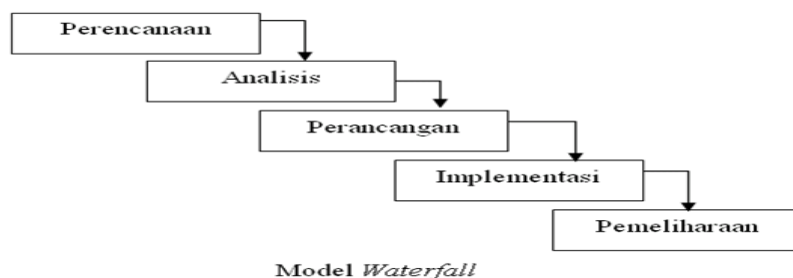 Perencanaan
Analisis
Perancangan
Implementasi
Pemeliharaan
Model Waterfall